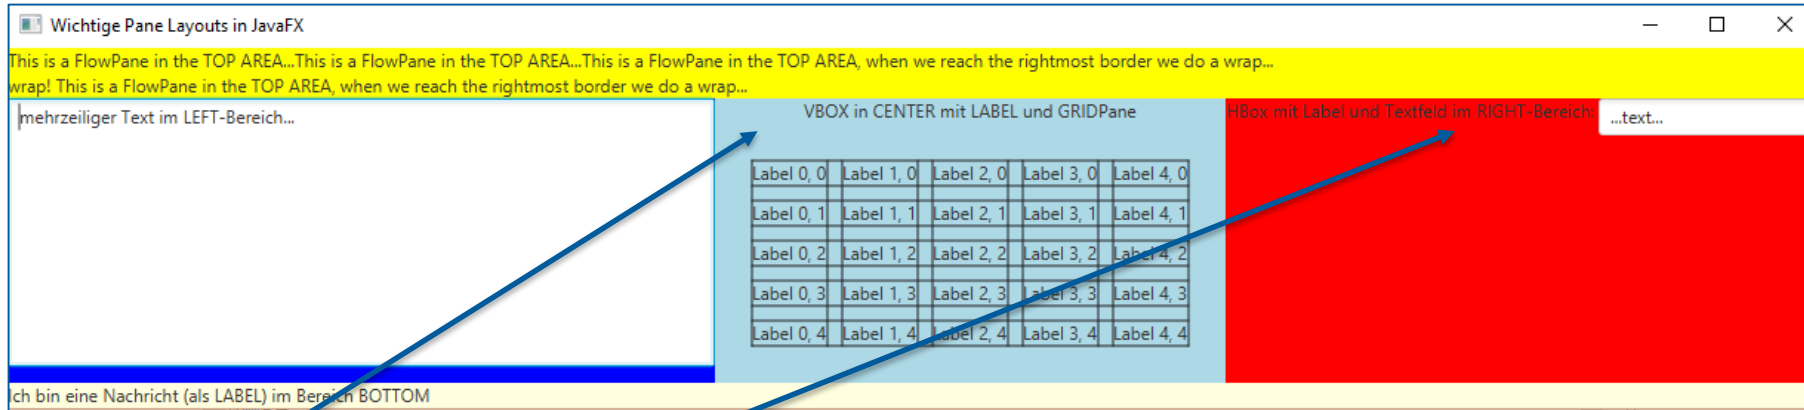 Wichtige Pane Layouts in JavaFX
This is a FlowPane in the TOP AREA...This is a FlowPane in the TOP AREA...This is a FlowPane in the TOP AREA, when we reach the rightmost border we do a wrap...
wrap! This is a FlowPane in the TOP AREA, when we reach the rightmost border we do a wrap...
mehrzeiliger Text im LEFT-Bereich...
VBOX in CENTER mit LABEL und GRIDPane
HBox mit Label und Textfeld im RIGHT-Bereich: ...text...
Label 0, 0 Label 1, 0 Label 2, 0 Label 3, 0 Label 4, 0
Label 0, 1 Label 1, 1 Label 2, 1 Label 3, 1 Label 4, 1
Label 0, 2 Label 1, 2 Label 2, 2 Label 3, 2 Label 4, 2
Label 0, 3 Label 1, 3 Label 2, 3 Label 3, 3 Label 4, 3
Label 0, 4 Label 1, 4 Label 2, 4 Label 3, 4 Label 4, 4
Ich bin eine Nachricht (als LABEL) im Bereich BOTTOM